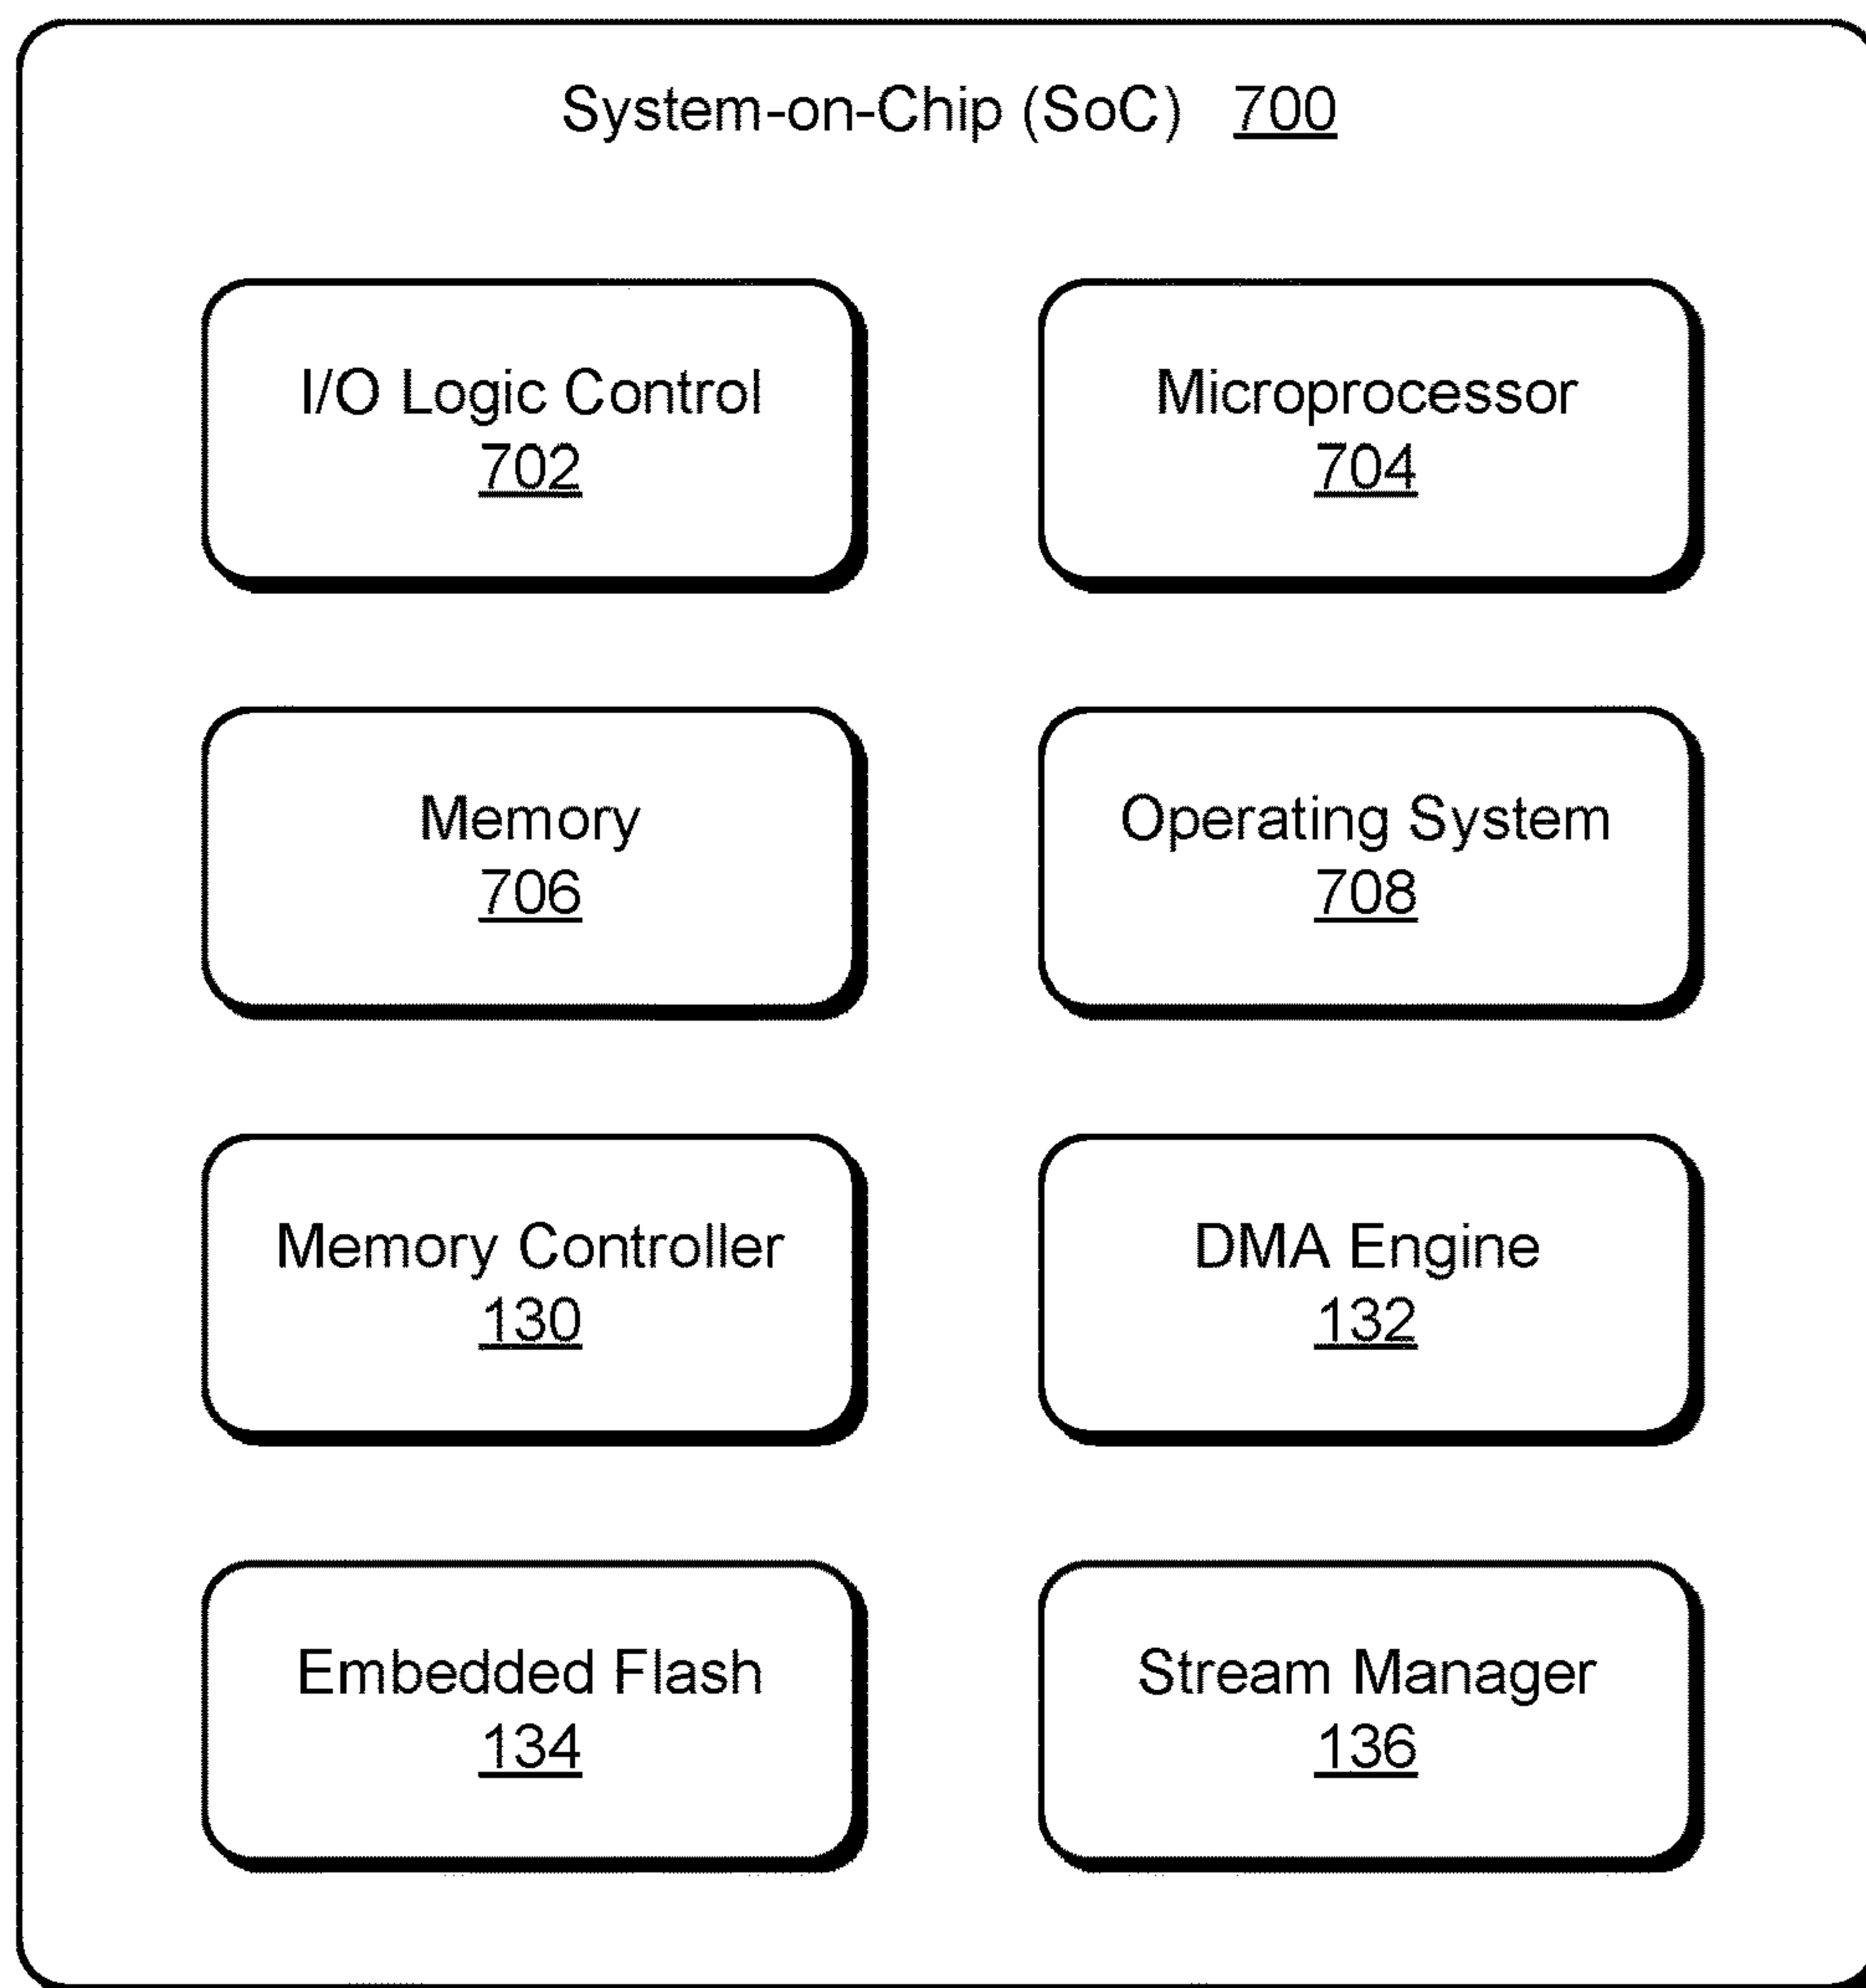 System-on-Chip (SoC) 700
I/O Logic Control
702
Microprocessor
704
Memory
706
Operating System
708
Memory Controller
130
DMA Engine
132
Embedded Flash
134
Stream Manager
136